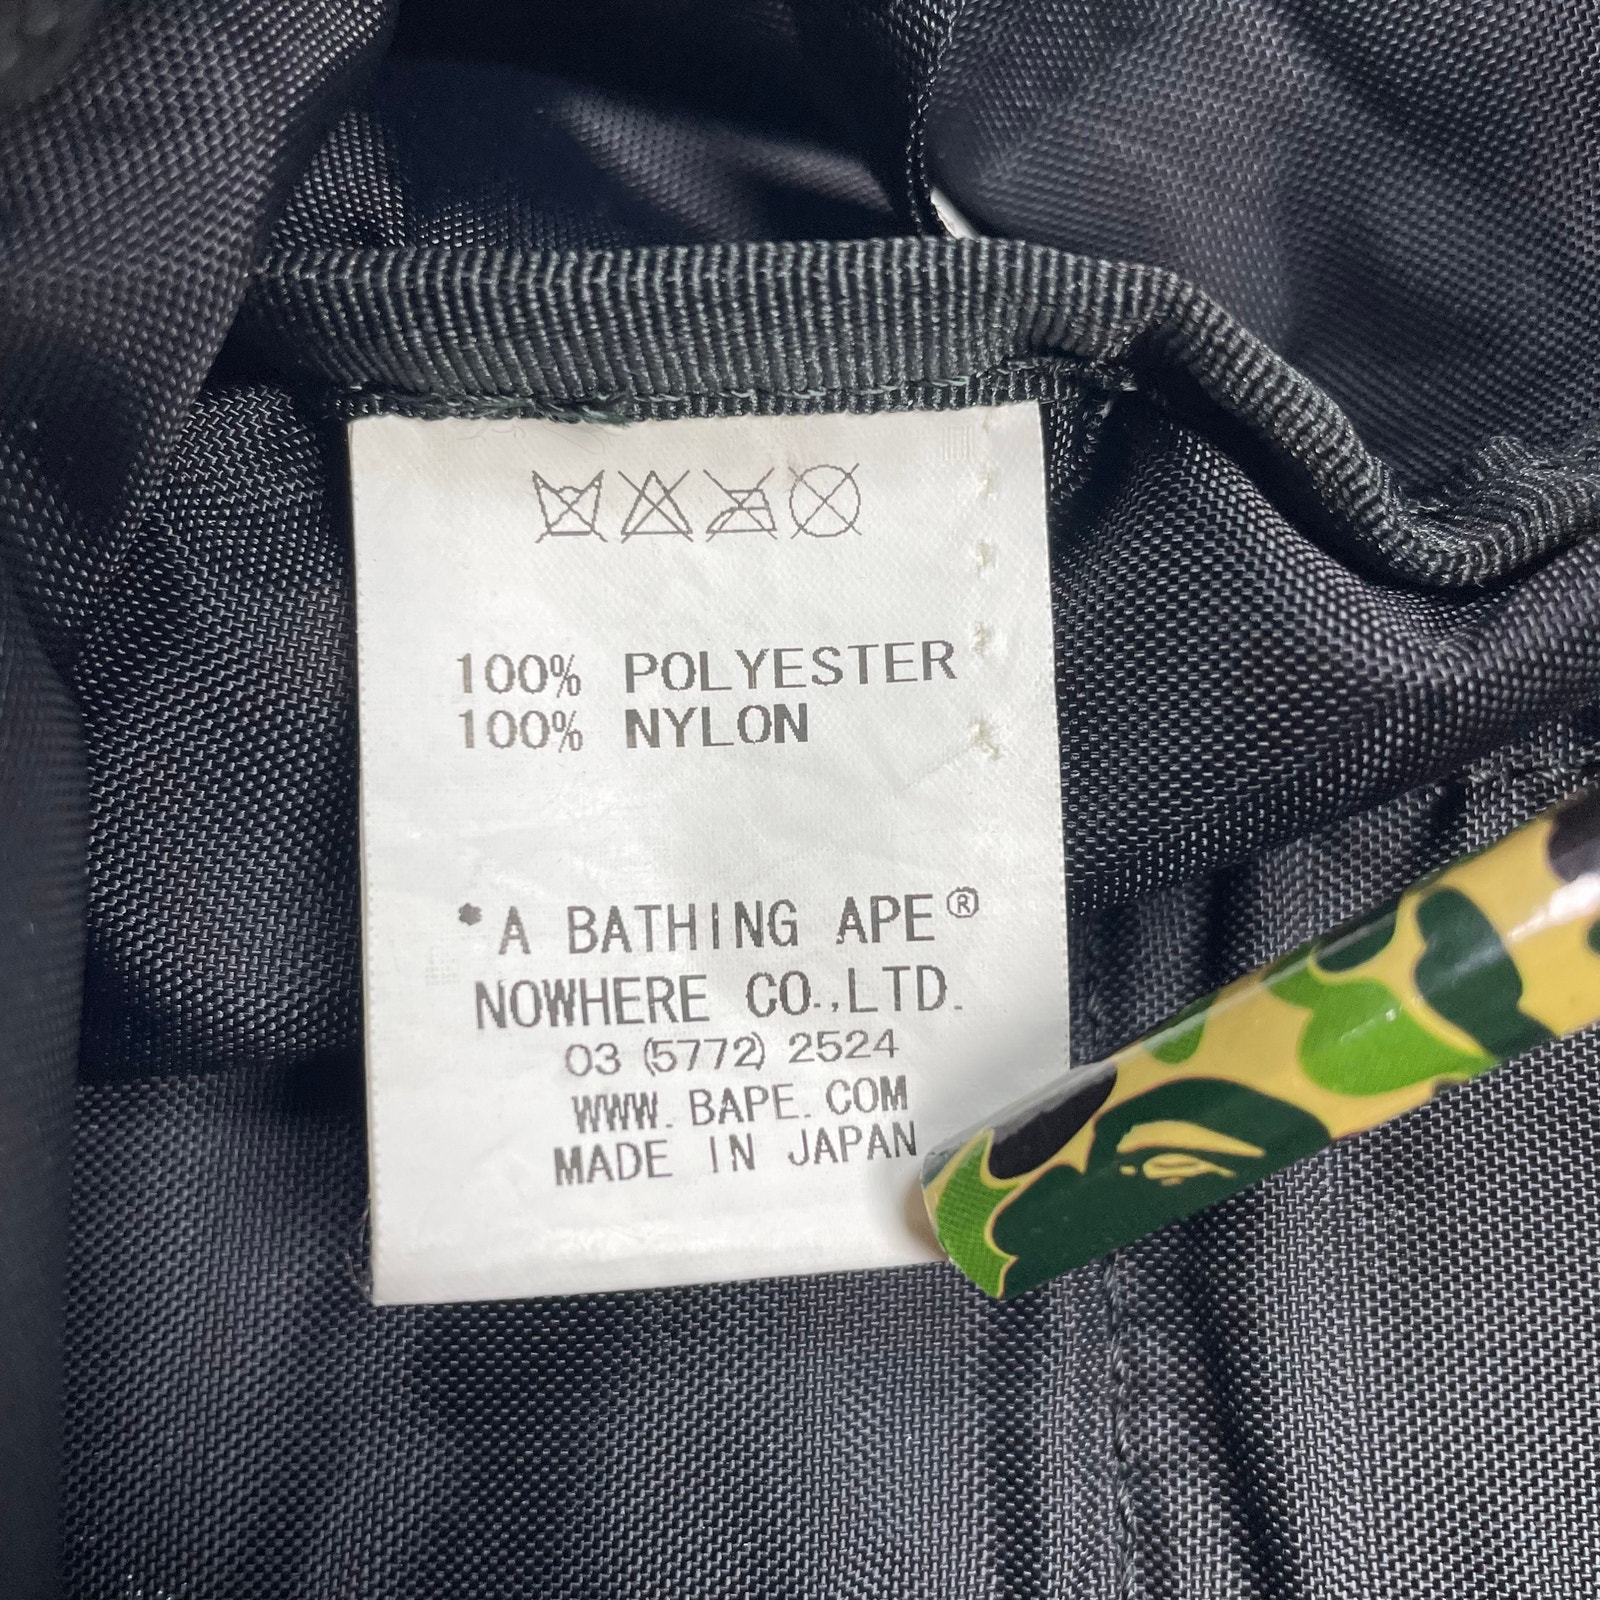 100% POLYESTER
100% NYLON
*A BATHING APE®
NOWHERE CO.,LTD.
03 (5772) 2524
WWW.BAPE.COM
MADE IN JAPAN